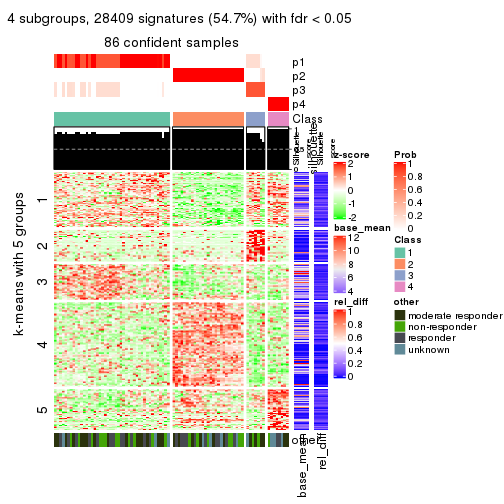 4 subgroups, 28409 signatures (54.7%) with fdr < 0.05
86 confident samples
p1
p2
p3
p4
Class
1
0
Silhouette
silhouette
Silhouette
score
k-means with 5 groups
1
2
3
4
5
other
base_mean
rel_diff
z-score
2
1
0
-1
-2
base_mean
12
10
8
6
4
rel_diff
1
0.8
0.6
0.4
0.2
0
Prob
1
0.8
0.6
0.4
0.2
0
Class
1
2
3
4
other
moderate responder
non-responder
responder
unknown